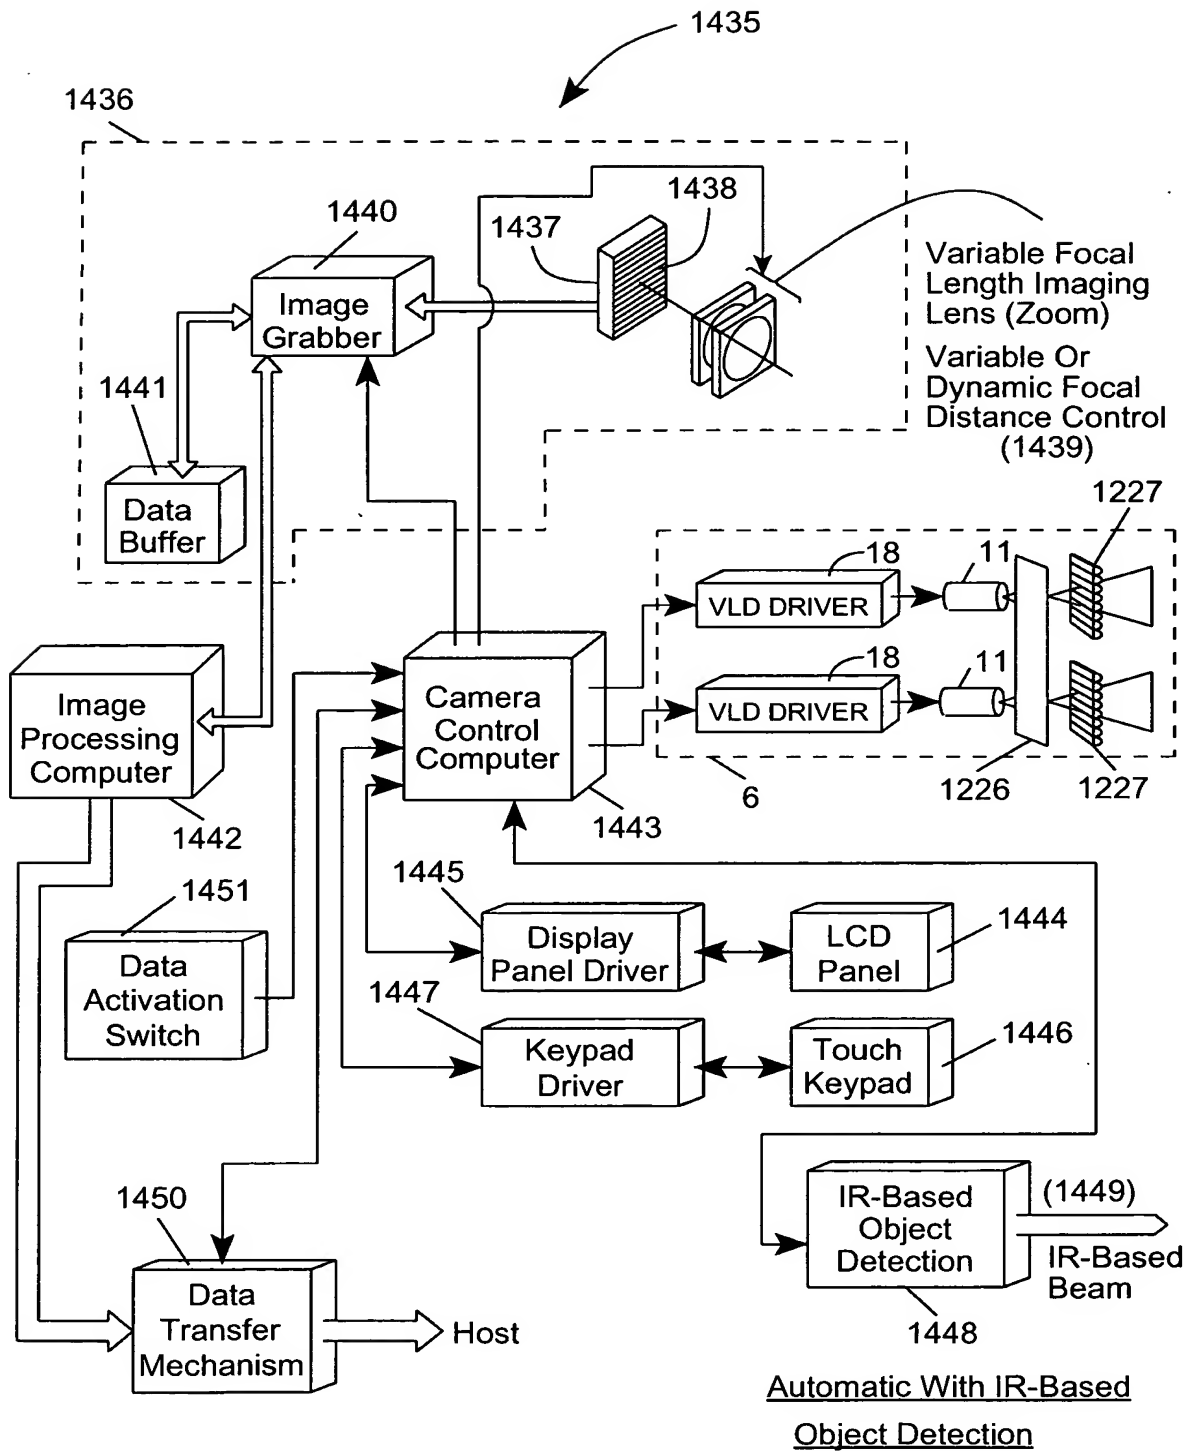 1435
1436
1440
1437
1438
Image
Grabber
Variable Focal
Length Imaging
Lens (Zoom)
Variable Or
Dynamic Focal
Distance Control
(1439)
1441
Data
Buffer
1227
18
11
VLD DRIVER
18
11
VLD DRIVER
Camera
Control
Computer
Image
Processing
Computer
6
1226
1227
1442
1443
1451
1445
1444
Data
Activation
Switch
Display
Panel Driver
LCD
Panel
1447
1446
Keypad
Driver
Touch
Keypad
1450
IR-Based
Object
Detection
(1449)
IR-Based
Beam
Data
Transfer
Mechanism
Host
1448
Automatic With IR-Based
Object Detection